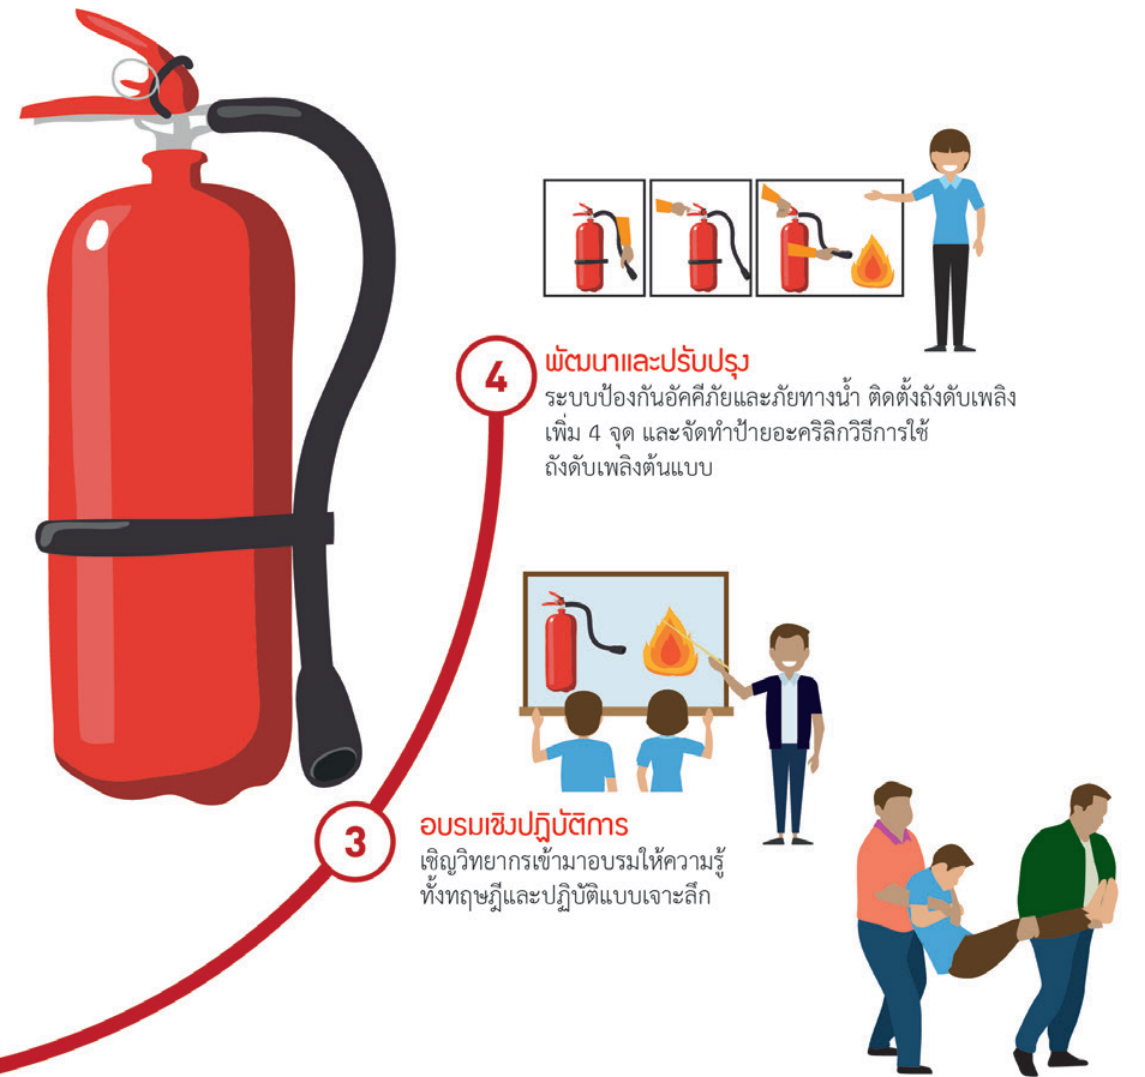 4
พัฒนาและปรับปรุง
ระบบป้องกันอัคคีภัยและภัยทางน้ำ ติดตั้งถังดับเพลิง
เพิ่ม 4 จุด และจัดทำป้ายอะคริลิกวิธีการใช้
ถังดับเพลิงต้นแบบ
3
อบรมเชิงปฏิบัติการ
เชิญวิทยากรเข้ามาอบรมให้ความรู้
ทั้งทฤษฎีและปฏิบัติแบบเจาะลึก